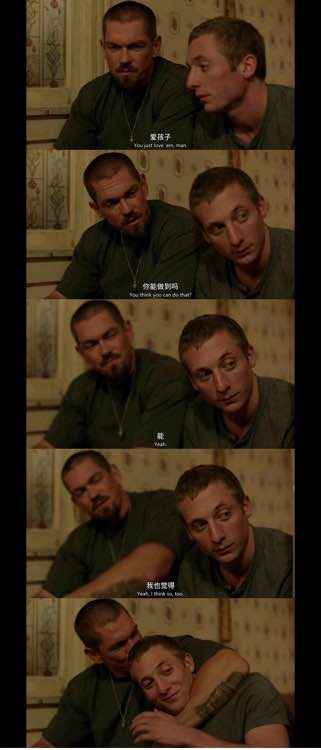 爱孩子
You just love 'em, man.
你能做到吗
You think you can do that?
能
Yeah.
我也觉得
Yeah, I think so, too.